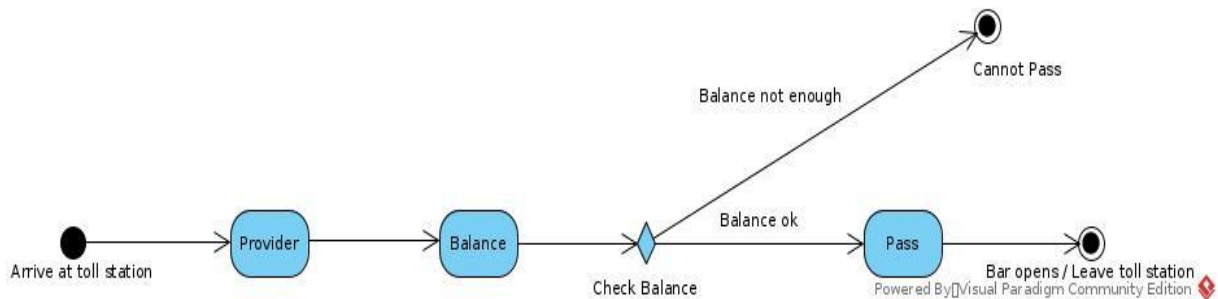 Cannot Pass
Balance not enough
Balance ok
Provider
Balance
Pass
Arrive at toll station
Check Balance
Bar opens / Leave toll station
Powered By▯Visual Paradigm Community Edition